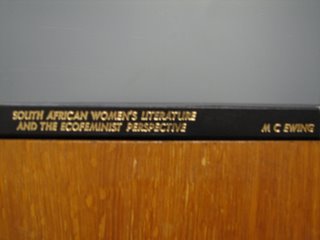 SOUTH AFRICAN WOMEN'S LITERATURE
AND THE ECOFEMINIST PERSPECTIVE
M C EWING